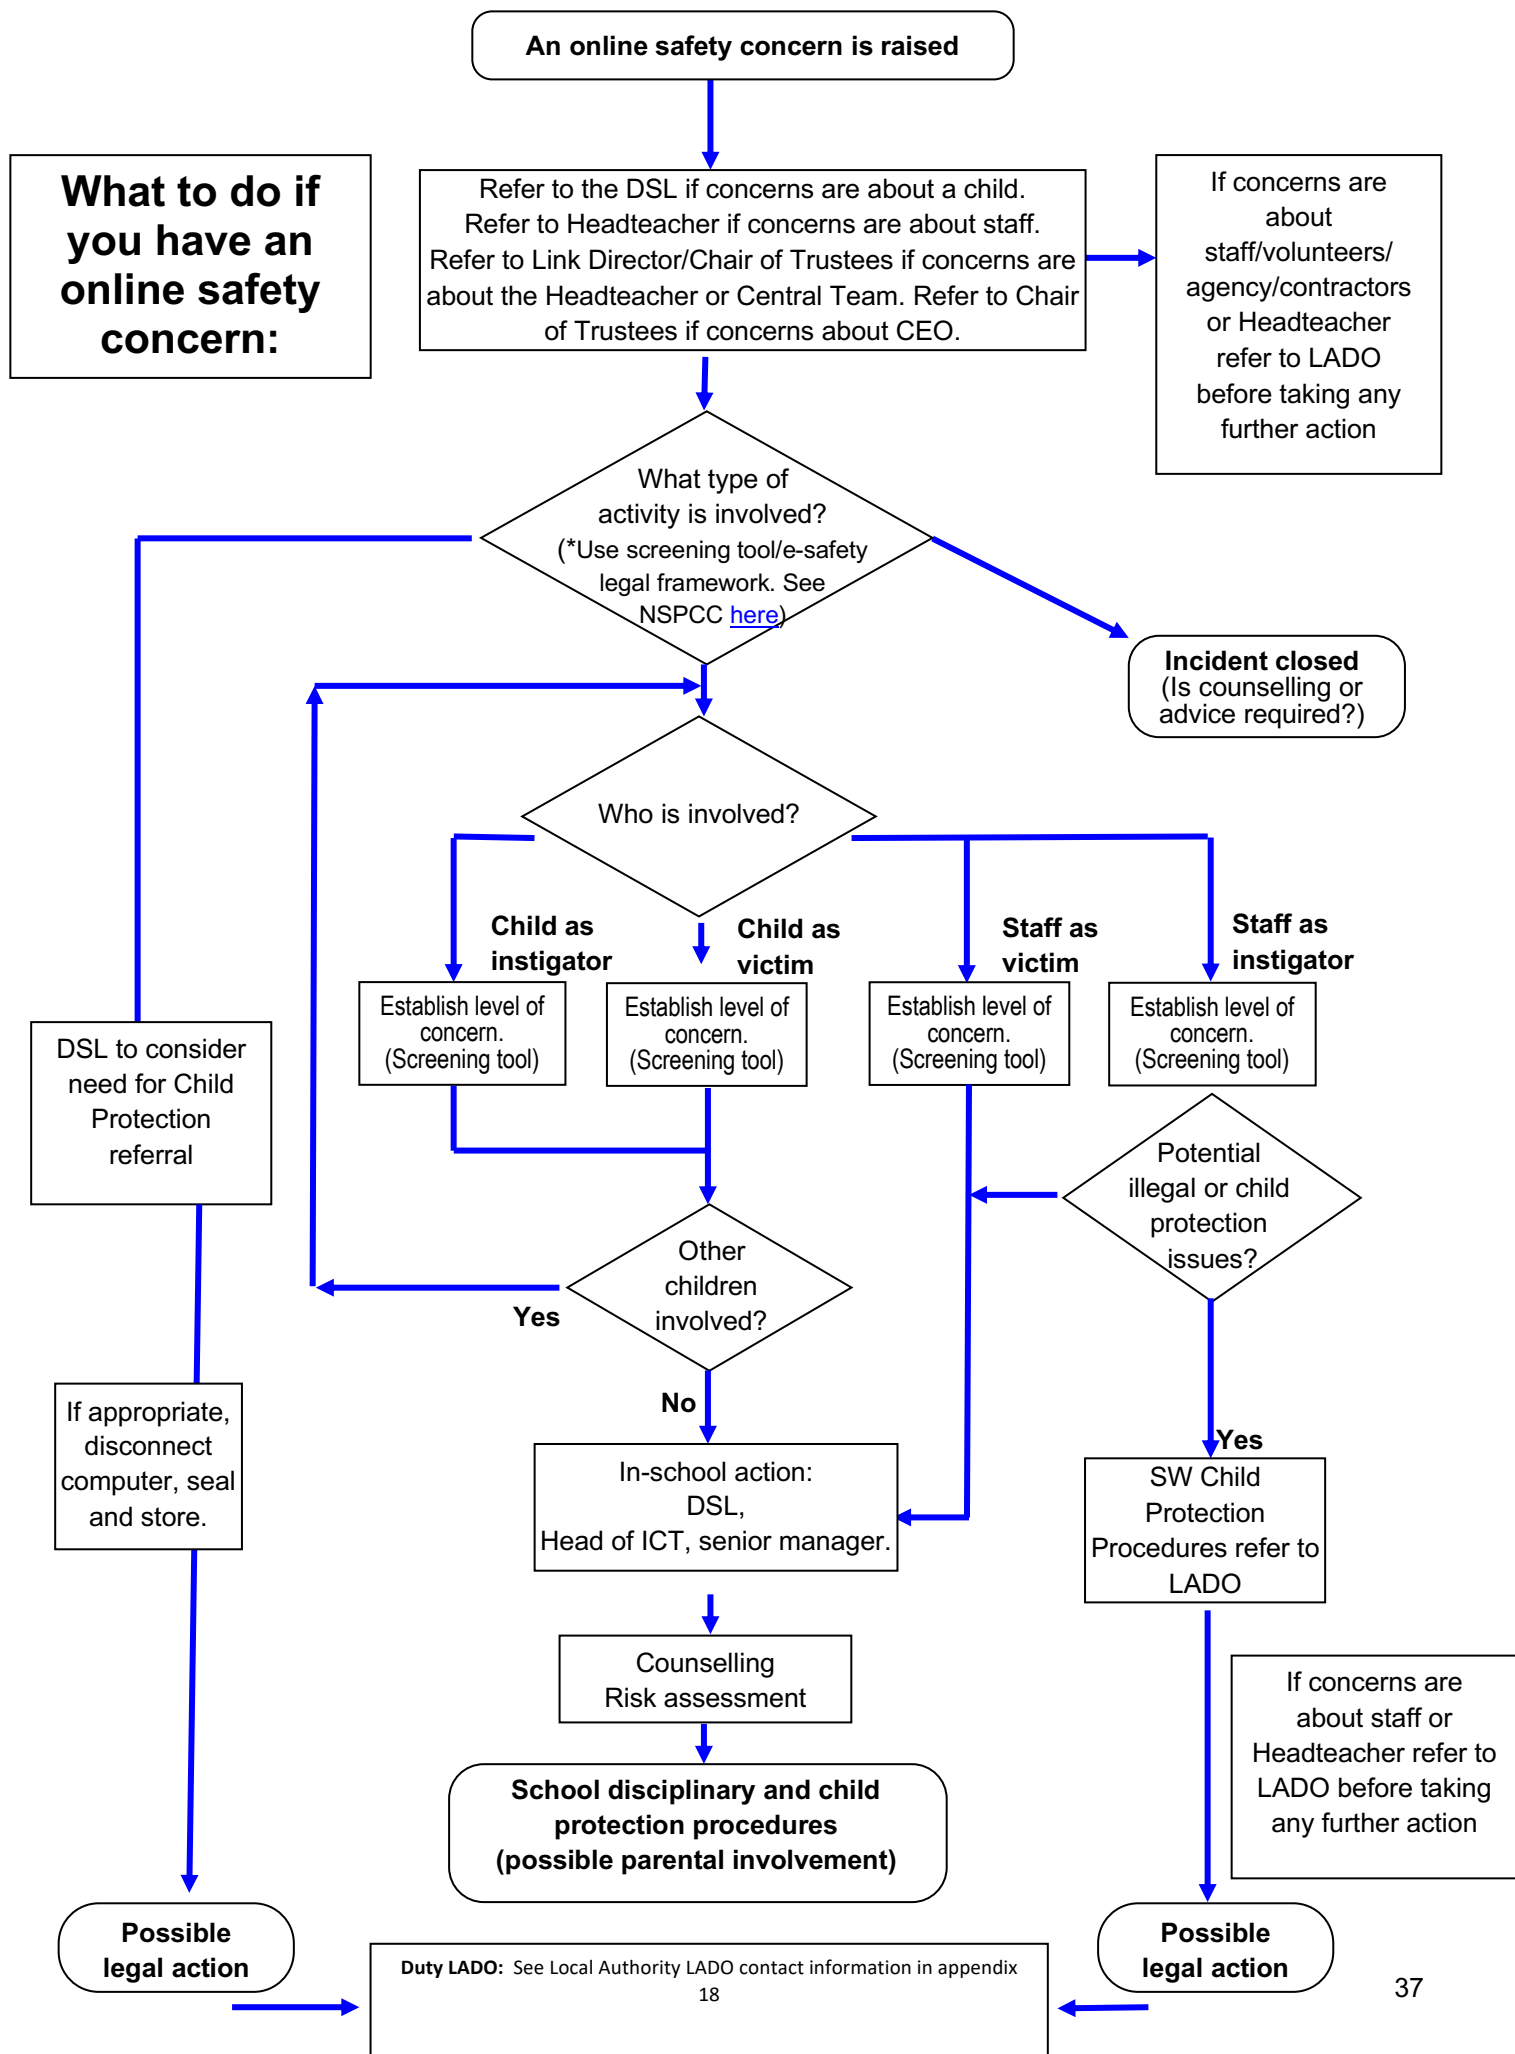 An online safety concern is raised
What to do if
you have an
online safety
concern:
Refer to the DSL if concerns are about a child.
Refer to Headteacher if concerns are about staff.
Refer to Link Director/Chair of Trustees if concerns are
about the Headteacher or Central Team. Refer to Chair
of Trustees if concerns about CEO.
If concerns are
about
staff/volunteers/
agency/contractors
or Headteacher
refer to LADO
before taking any
further action
What type of
activity is involved?
(*Use screening tool/e-safety
legal framework. See
NSPCC here)
Incident closed
(Is counselling or
advice required?)
Who is involved?
Child as
instigator
Child as
victim
Staff as
victim
Staff as
instigator
Establish level of
concern.
(Screening tool)
Establish level of
concern.
(Screening tool)
Establish level of
concern.
(Screening tool)
Establish level of
concern.
(Screening tool)
DSL to consider
need for Child
Protection
referral
Potential
illegal or child
protection
issues?
Other
children
involved?
Yes
No
If appropriate,
disconnect
computer, seal
and store.
In-school action:
DSL,
Head of ICT, senior manager.
Yes
SW Child
Protection
Procedures refer to
LADO
Counselling
Risk assessment
If concerns are
about staff or
Headteacher refer to
LADO before taking
any further action
School disciplinary and child
protection procedures
(possible parental involvement)
Possible
legal action
Possible
legal action
Duty LADO: See Local Authority LADO contact information in appendix
18
37